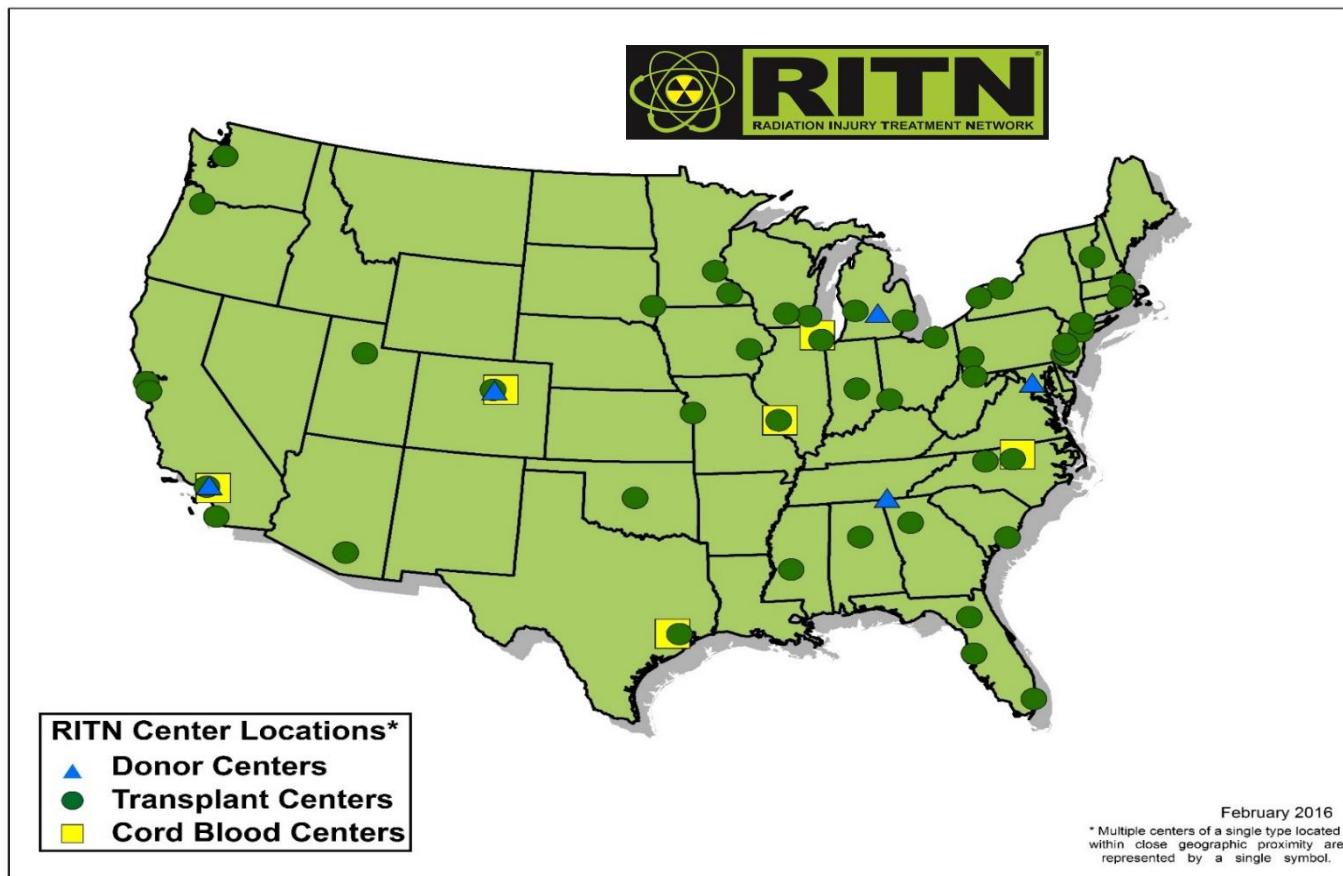 RITN®
RADIATION INJURY TREATMENT NETWORK
RITN Center Locations*
Donor Centers
Transplant Centers
Cord Blood Centers
February 2016
* Multiple centers of a single type located
within close geographic proximity are
represented by a single symbol.